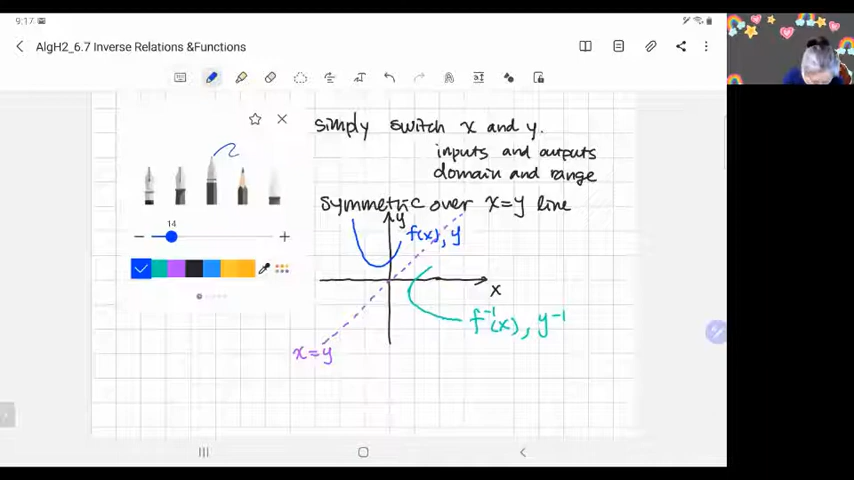 9:17
AlgH2_6.7 Inverse Relations &Functions
simply switch x and y.
inputs and outputs
domain and range
symmetric over x=y line
y
f(x), y
14
x
f⁻¹(x), y⁻¹
x=y